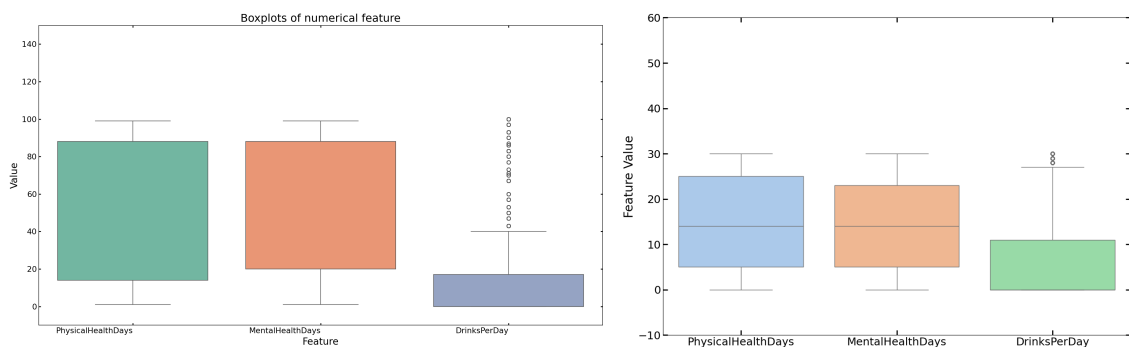 Boxplots of numerical feature
Value
140
120
100
80
60
40
20
0
PhysicalHealthDays MentalHealthDays DrinksPerDay
Feature
Feature Value
60
50
40
30
20
10
0
−10
PhysicalHealthDays MentalHealthDays DrinksPerDay